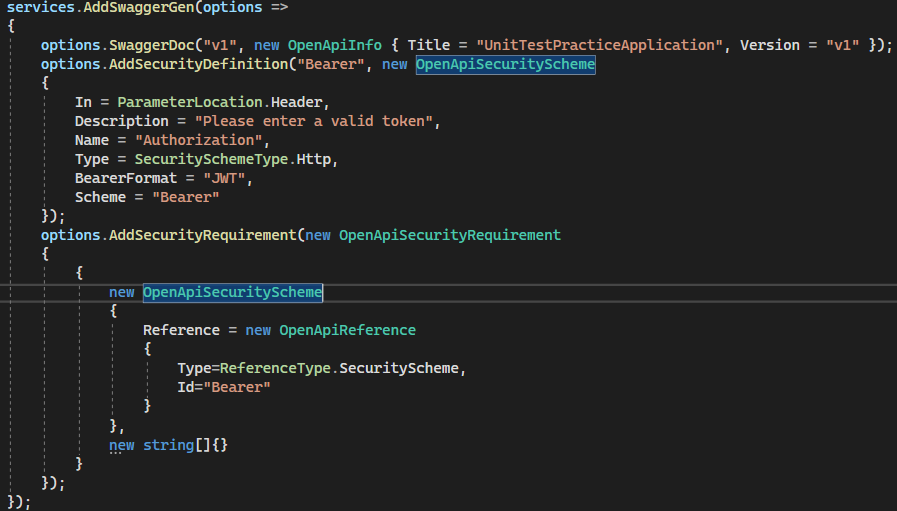 services.AddSwaggerGen(options =>
{
    options.SwaggerDoc("v1", new OpenApiInfo { Title = "UnitTestPracticeApplication", Version = "v1" });
    options.AddSecurityDefinition("Bearer", new OpenApiSecurityScheme
    {
        In = ParameterLocation.Header,
        Description = "Please enter a valid token",
        Name = "Authorization",
        Type = SecuritySchemeType.Http,
        BearerFormat = "JWT",
        Scheme = "Bearer"
    });
    options.AddSecurityRequirement(new OpenApiSecurityRequirement
    {
        {
            new OpenApiSecurityScheme
            {
                Reference = new OpenApiReference
                {
                    Type=ReferenceType.SecurityScheme,
                    Id="Bearer"
                }
            },
            new string[]{}
        }
    });
});